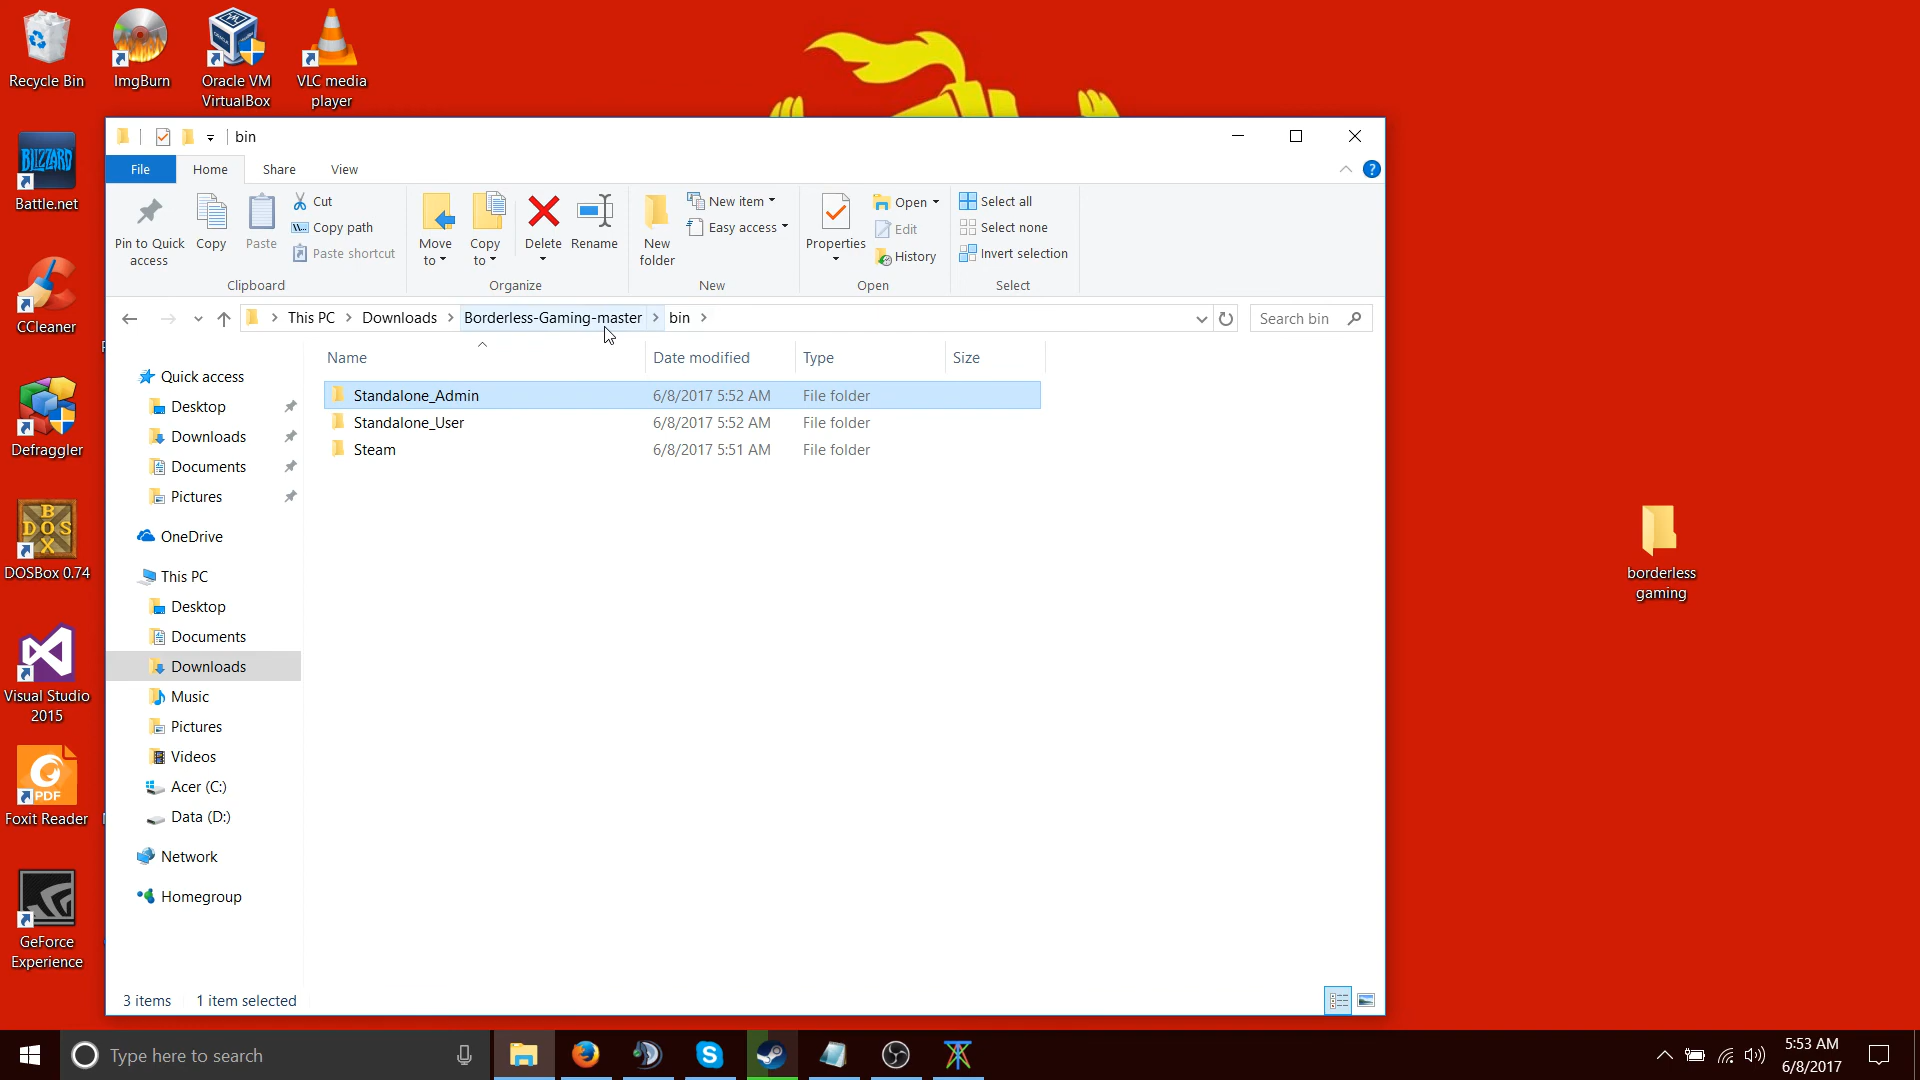 Recycle Bin
ImgBurn
Oracle VM
VirtualBox
VLC media
player
BLIZZARD
Battle.net
CCleaner
Defraggler
B
DOS
X
DOSBox 0.74
Visual Studio
2015
PDF
Foxit Reader
GeForce
Experience
bin
File
Home
Share
View
?
Pin to Quick
access
Copy
Paste
Cut
Copy path
Paste shortcut
Clipboard
Move
to
Copy
to
Delete
Rename
Organize
New
folder
New item
Easy access
New
Properties
Open
Edit
History
Open
Select all
Select none
Invert selection
Select
This PC
Downloads
Borderless-Gaming-master
bin
Search bin
Name
Date modified
Type
Size
Standalone_Admin 6/8/2017 5:52 AM File folder
Standalone_User 6/8/2017 5:52 AM File folder
Steam 6/8/2017 5:51 AM File folder
Quick access
Desktop
Downloads
Documents
Pictures
OneDrive
This PC
Desktop
Documents
Downloads
Music
Pictures
Videos
Acer (C:)
Data (D:)
Network
Homegroup
3 items
1 item selected
borderless
gaming
Type here to search
5:53 AM
6/8/2017